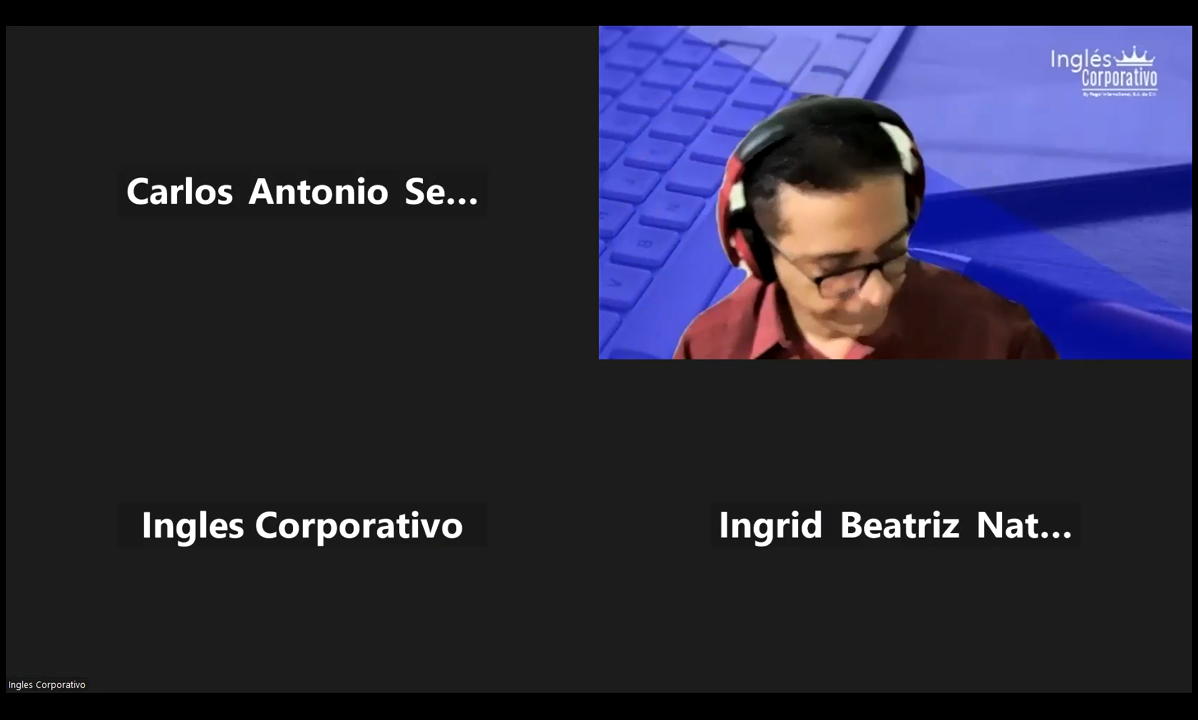 Carlos Antonio Se...
Inglés
Corporativo
Ingles Corporativo
Ingrid Beatriz Nat...
Ingles Corporativo